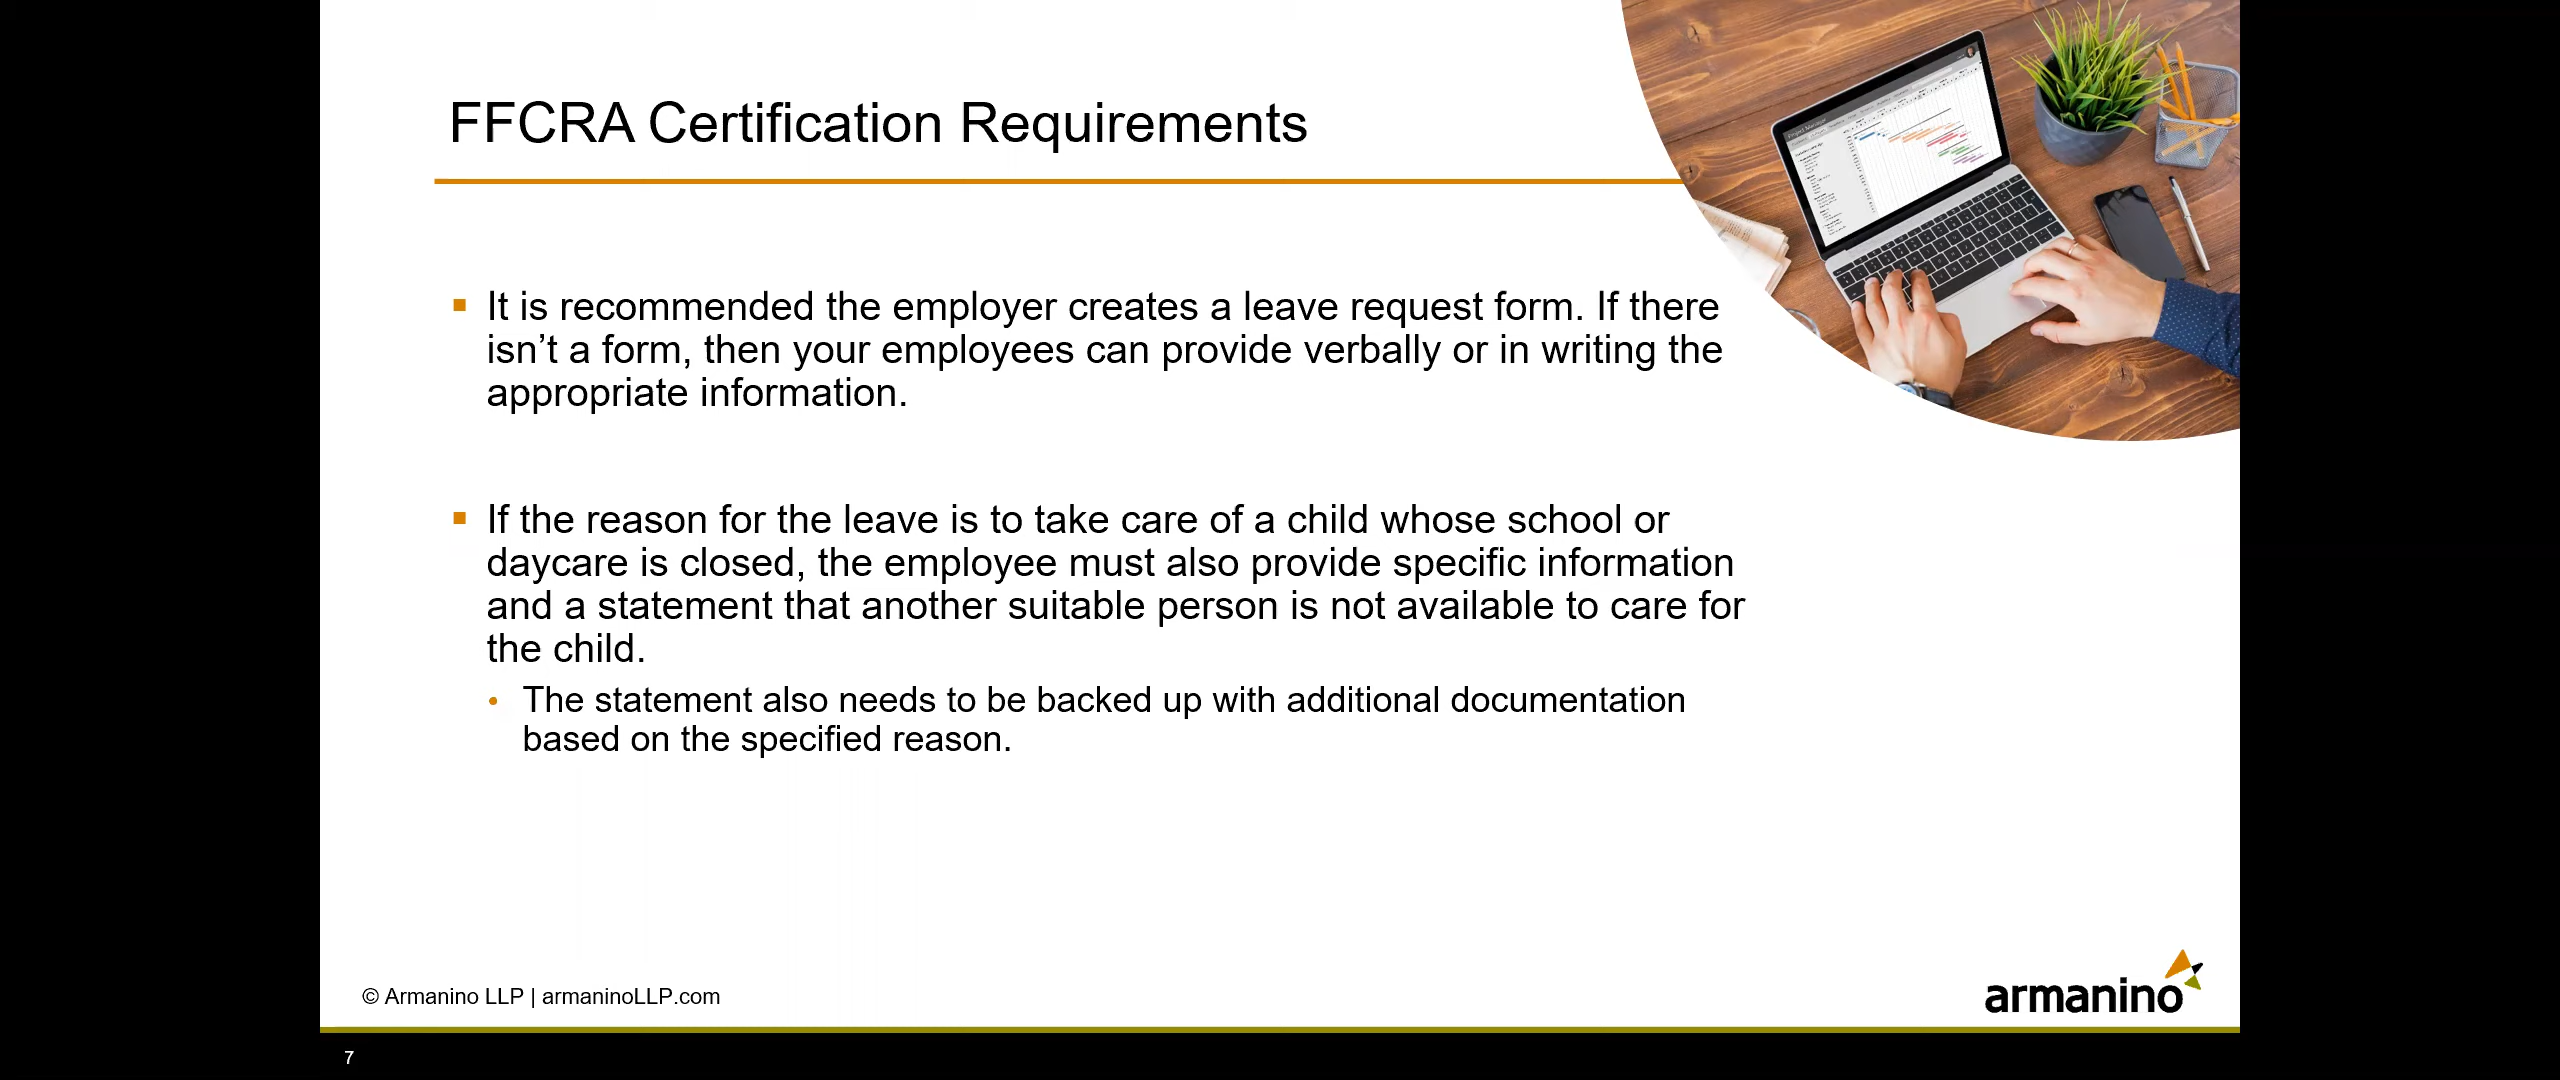 FFCRA Certification Requirements
It is recommended the employer creates a leave request form. If there
isn’t a form, then your employees can provide verbally or in writing the
appropriate information.
If the reason for the leave is to take care of a child whose school or
daycare is closed, the employee must also provide specific information
and a statement that another suitable person is not available to care for
the child.
The statement also needs to be backed up with additional documentation
based on the specified reason.
© Armanino LLP | armaninoLLP.com
armanino
7